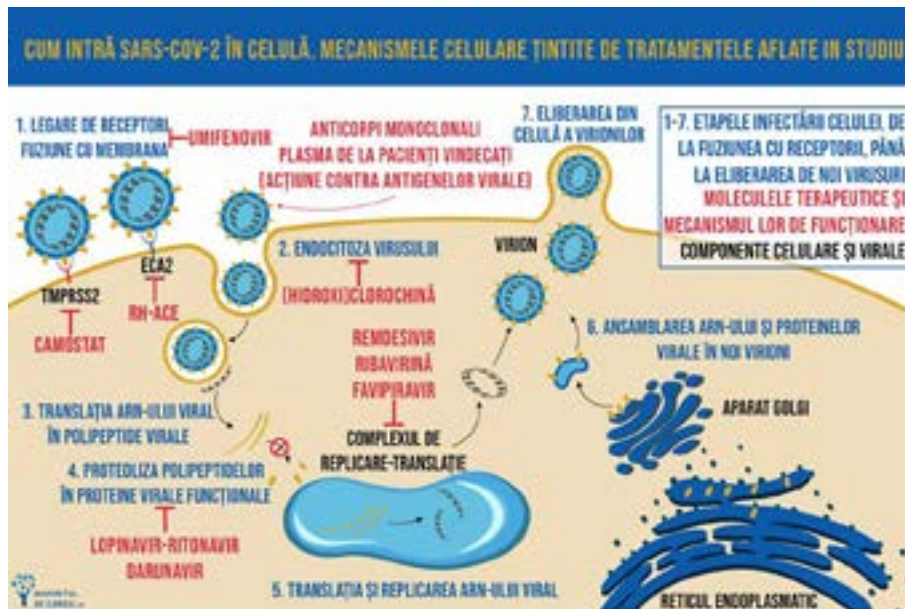 CUM INTRĂ SARS-COV-2 ÎN CELULĂ. MECANISMELE CELULARE ȚINTITE DE TRATAMENTELE AFLATE IN STUDIU
1. LEGARE DE RECEPTORI,
FUZIUNE CU MEMBRANA
UMIFENOVIR
ANTICORPI MONOCLONALI
PLASMA DE LA PACIENȚI VINDECAȚI
(ACȚIUNE CONTRA ANTIGENELOR VIRALE)
7. ELIBERAREA DIN
CELULĂ A VIRIONILOR
1-7. ETAPELE INFECTĂRII CELULEI, DE
LA FUZIUNEA CU RECEPTORII, PÂNĂ
LA ELIBERAREA DE NOI VIRUSURI
MOLECULELE TERAPEUTICE ȘI
MECANISMUL LOR DE FUNCȚIONARE
COMPONENTE CELULARE ȘI VIRALE
TMPRSS2
ECA2
CAMOSTAT
RH-ACE
2. ENDOCITOZA VIRUSULUI
(HIDROXI)CLOROCHINĂ
VIRION
REMDESIVIR
RIBAVIRINĂ
FAVIPIRAVIR
COMPLEXUL DE
REPLICARE-TRANSLAȚIE
6. ANSAMBLAREA ARN-ULUI ȘI PROTEINELOR
VIRALE ÎN NOI VIRIONI
APARAT GOLGI
3. TRANSLAȚIA ARN-ULUI VIRAL
ÎN POLIPEPTIDE VIRALE
4. PROTEOLIZA POLIPEPTIDELOR
ÎN PROTEINE VIRALE FUNCȚIONALE
LOPINAVIR-RITONAVIR
DARUNAVIR
5. TRANSLAȚIA ȘI REPLICAREA ARN-ULUI VIRAL
RETICUL ENDOPLASMATIC